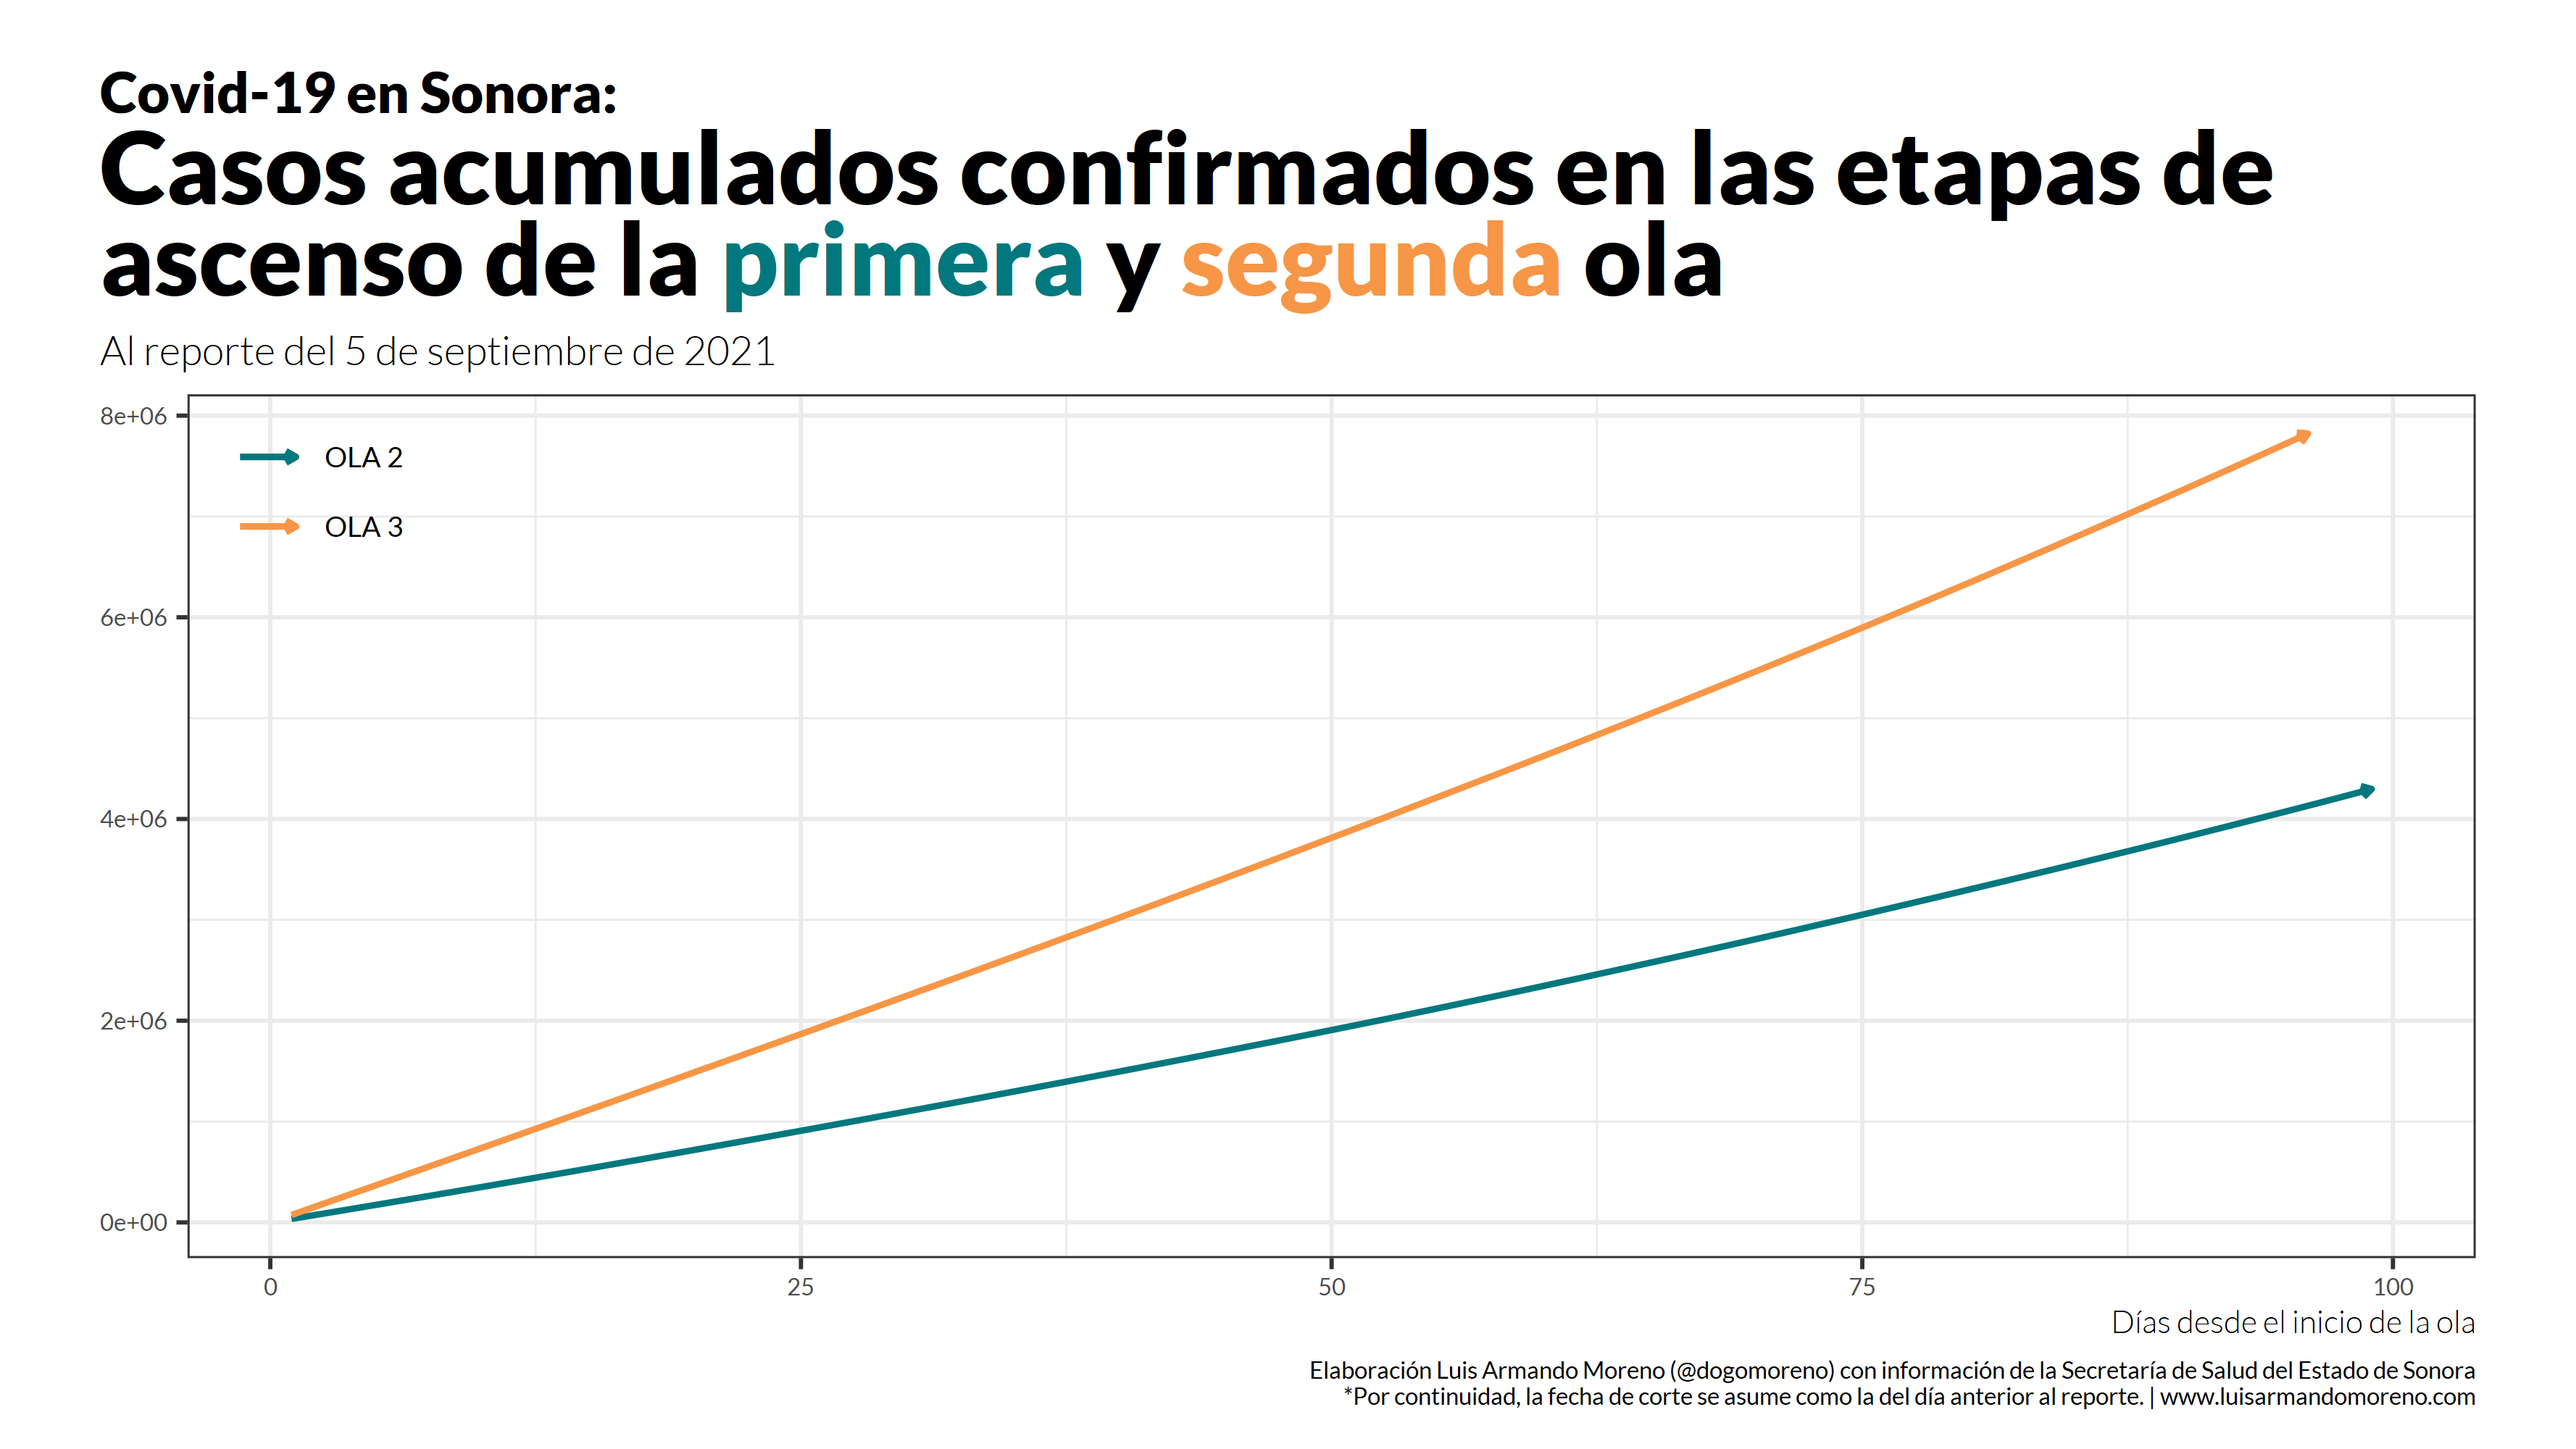 Covid-19 en Sonora:
Casos acumulados confirmados en las etapas de
ascenso de la primera y segunda ola
Al reporte del 5 de septiembre de 2021
8e+06
6e+06
4e+06
2e+06
0e+00
OLA 2
OLA 3
0 25 50 75 100
Días desde el inicio de la ola
Elaboración Luis Armando Moreno (@dogomoreno) con información de la Secretaría de Salud del Estado de Sonora
*Por continuidad, la fecha de corte se asume como la del día anterior al reporte. | www.luisarmandomoreno.com